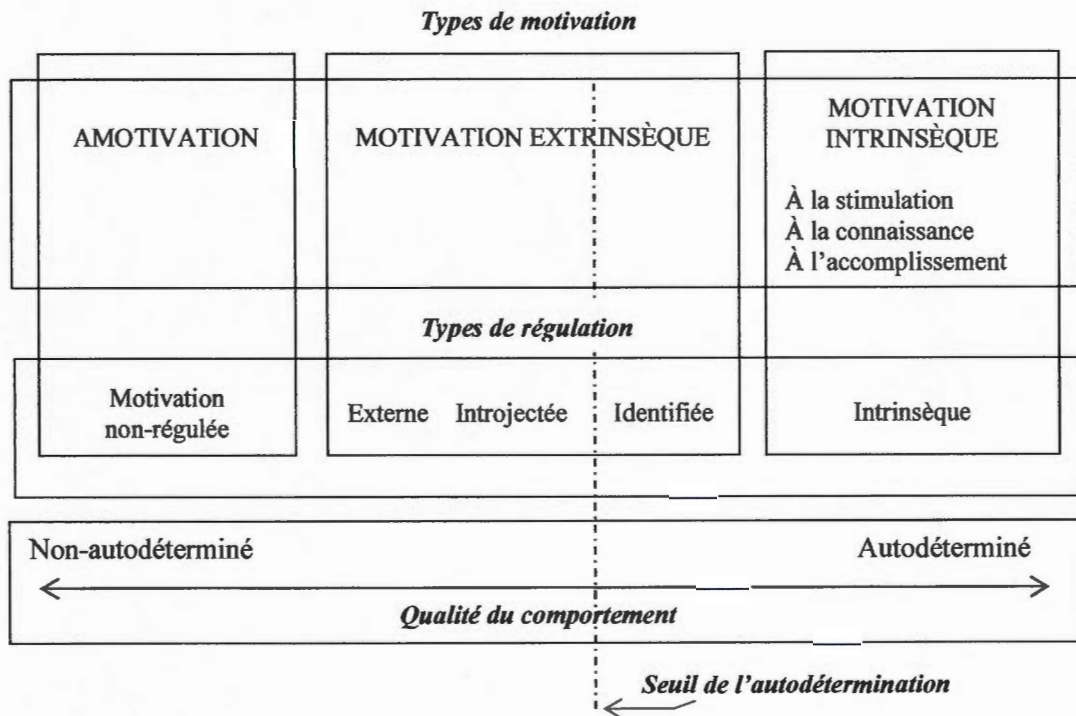 Types de motivation
AMOTIVATION
MOTIVATION EXTRINSÈQUE
MOTIVATION
INTRINSÈQUE
À la stimulation
À la connaissance
À l'accomplissement
Types de régulation
Motivation
non-régulée
Externe Introjectée Identifiée
Intrinsèque
Non-autodéterminé
Autodéterminé
Qualité du comportement
Seuil de l'autodétermination